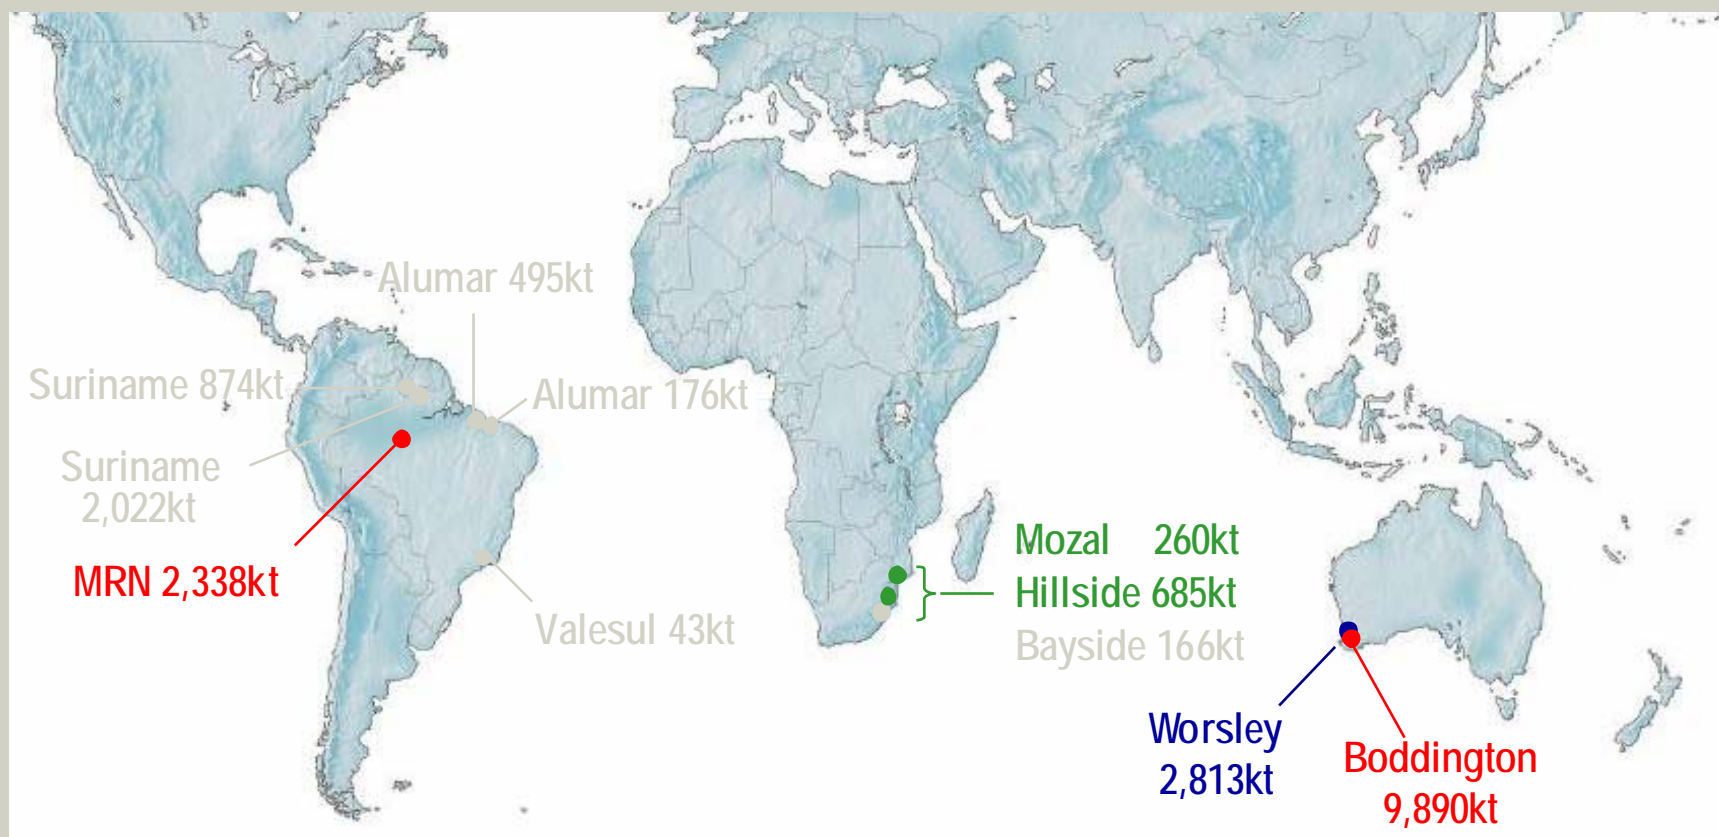 Alumar 495kt
Suriname 874kt
Alumar 176kt
Suriname
2,022kt
MRN 2,338kt
Valesul 43kt
Mozal 260kt
Hillside 685kt
Bayside 166kt
Worsley
2,813kt
Boddington
9,890kt